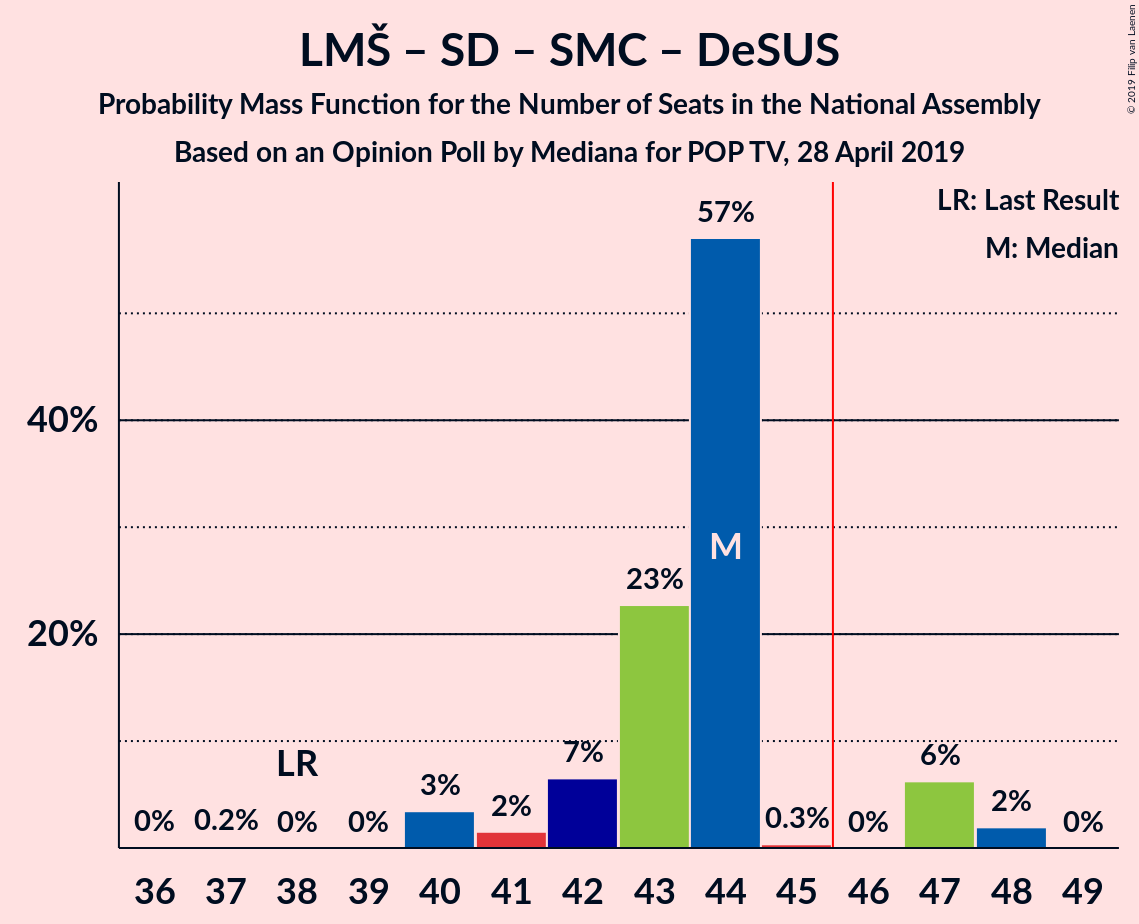 LMŠ – SD – SMC – DeSUS
Probability Mass Function for the Number of Seats in the National Assembly
Based on an Opinion Poll by Mediana for POP TV, 28 April 2019
© 2019 Filip van Laenen
LR: Last Result
M: Median
57%
40%
M
23%
20%
LR
7%
6%
3%
2%
2%
0%
0.2%
0%
0%
0.3%
0%
0%
36 37 38 39 40 41 42 43 44 45 46 47 48 49